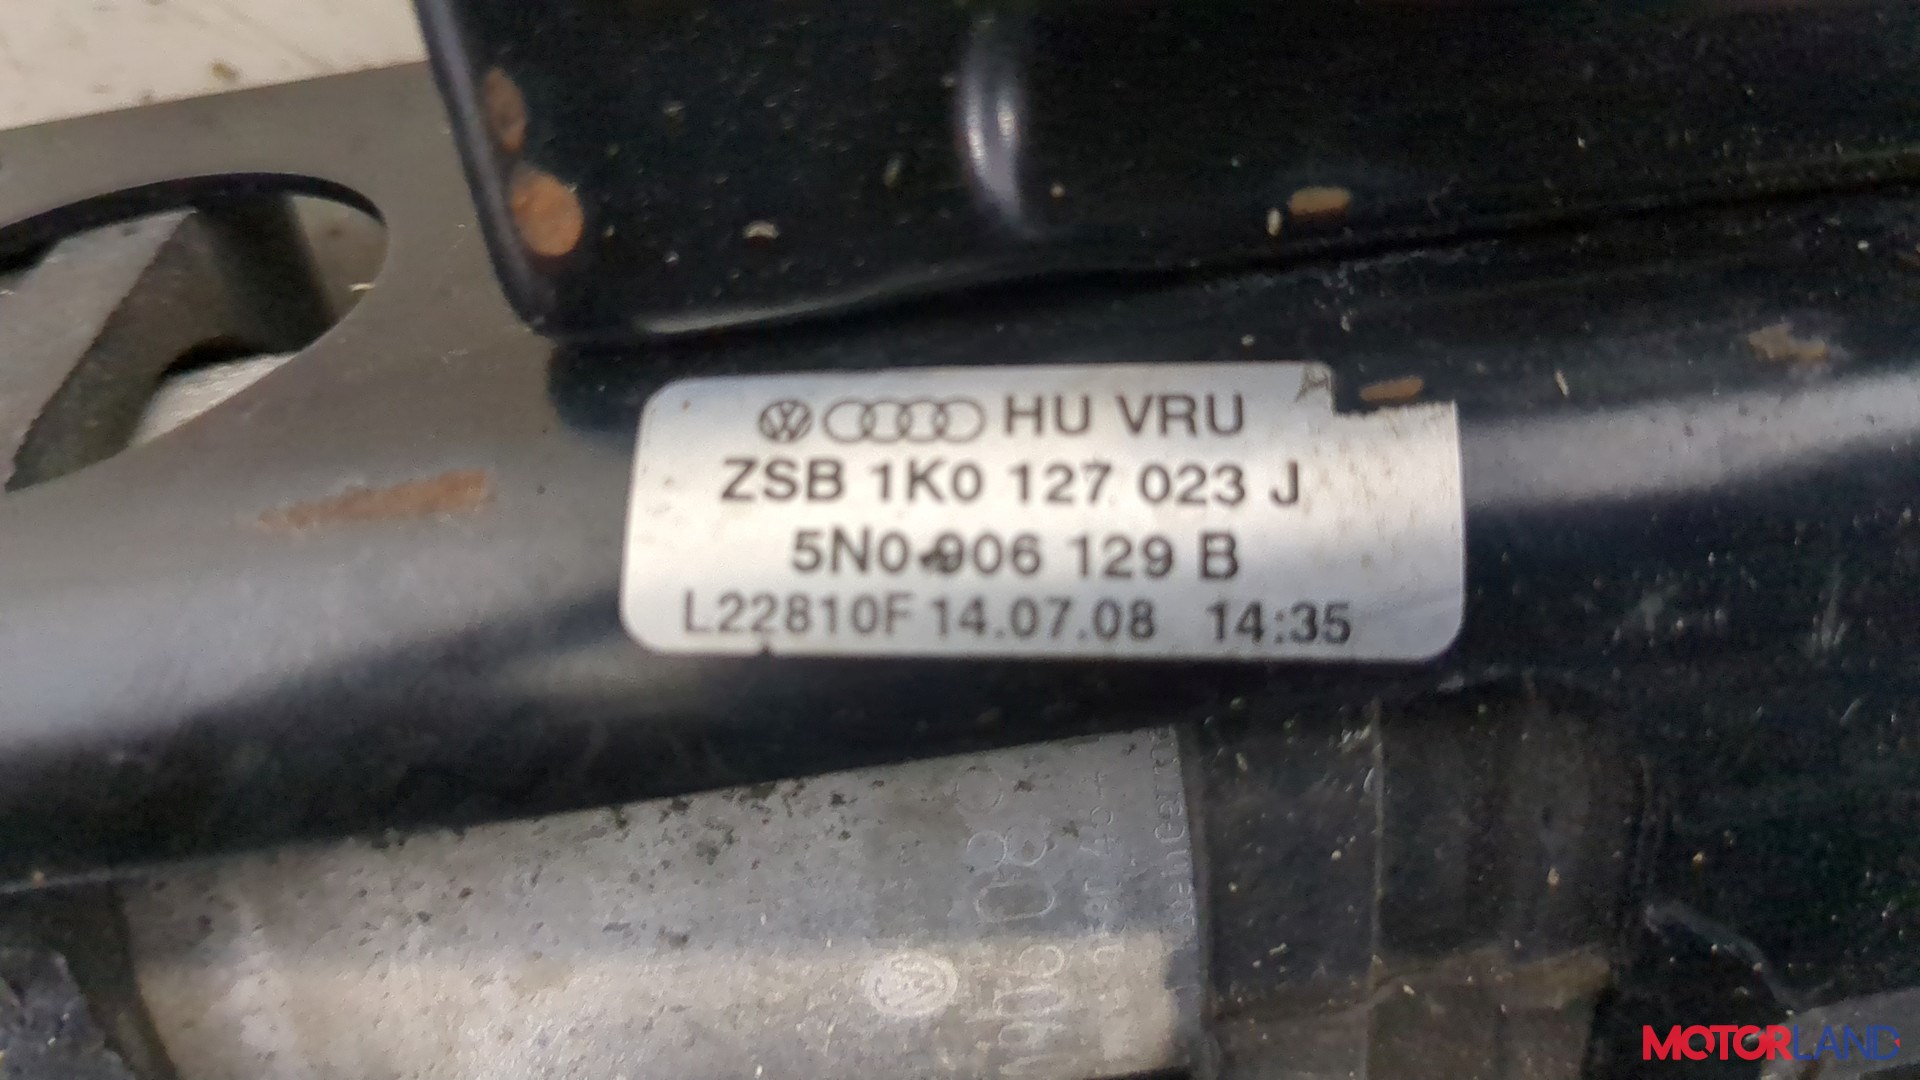 HU VRU
ZSB 1K0 127 023 J
5N0 906 129 B
L22810F 14.07.08 14:35
MOTORLAND